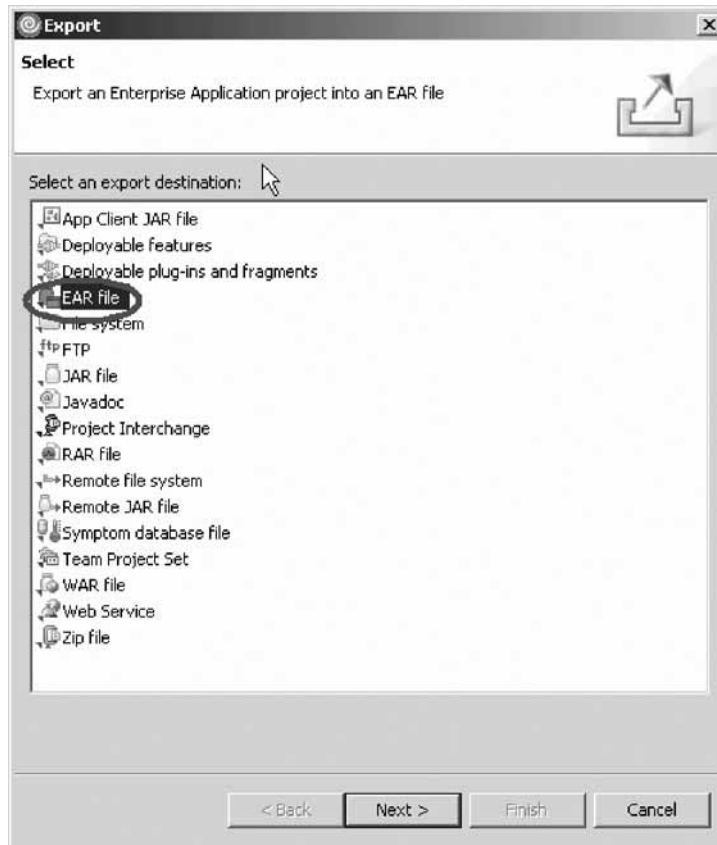 Export
Select
Export an Enterprise Application project into an EAR file
Select an export destination:
App Client JAR file
Deployable features
Deployable plug-ins and fragments
EAR file
File system
ftp FTP
JAR file
Javadoc
Project Interchange
RAR file
Remote file system
Remote JAR file
Symptom database file
Team Project Set
WAR file
Web Service
Zip file
< Back Next > Finish Cancel